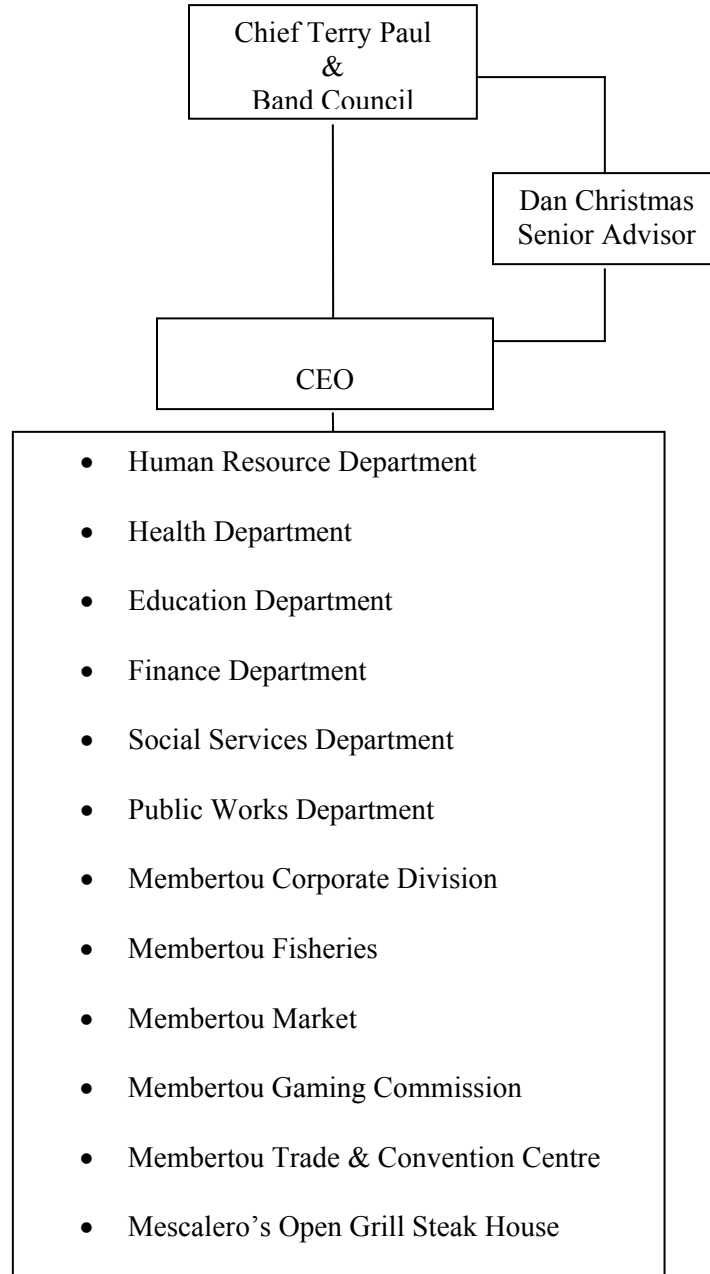 Chief Terry Paul
&
Band Council
Dan Christmas
Senior Advisor
CEO
• Human Resource Department
• Health Department
• Education Department
• Finance Department
• Social Services Department
• Public Works Department
• Membertou Corporate Division
• Membertou Fisheries
• Membertou Market
• Membertou Gaming Commission
• Membertou Trade & Convention Centre
• Mescalero’s Open Grill Steak House